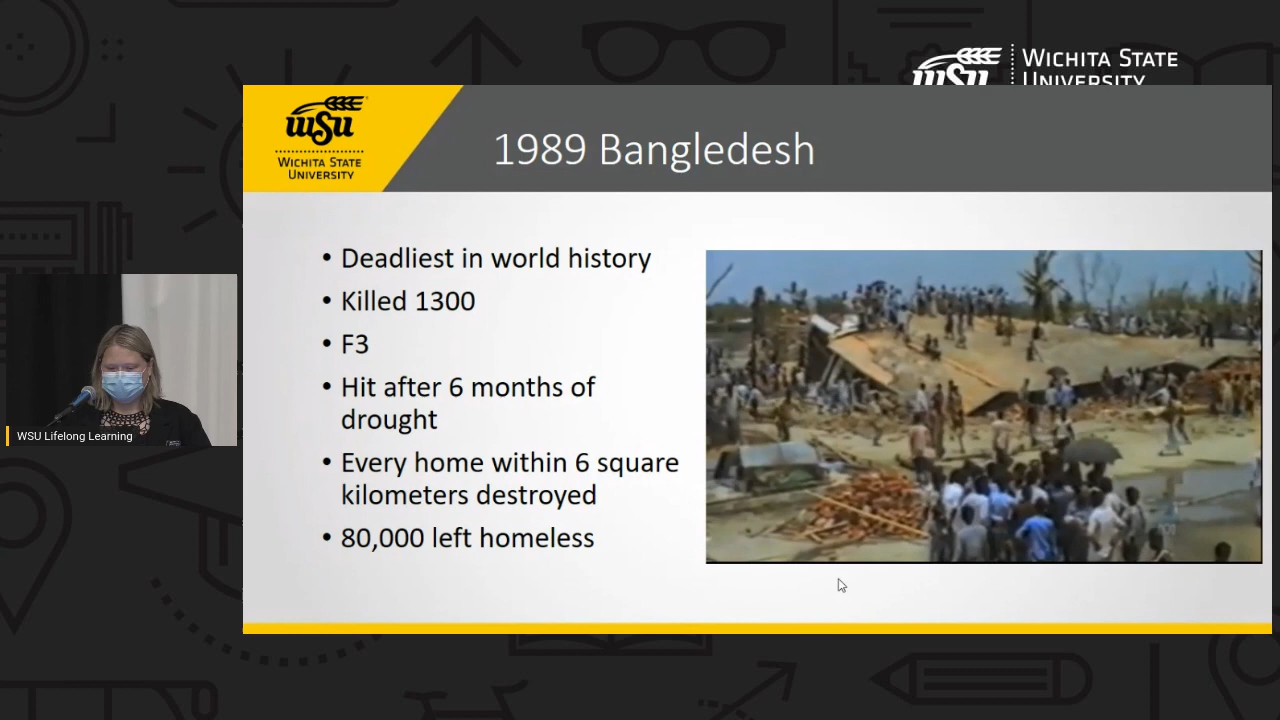 WICHITA STATE
UNIVERSITY
wsu
1989 Bangledesh
wsu
WICHITA STATE
UNIVERSITY
• Deadliest in world history
• Killed 1300
• F3
• Hit after 6 months of
drought
• Every home within 6 square
kilometers destroyed
• 80,000 left homeless
WSU Lifelong Learning